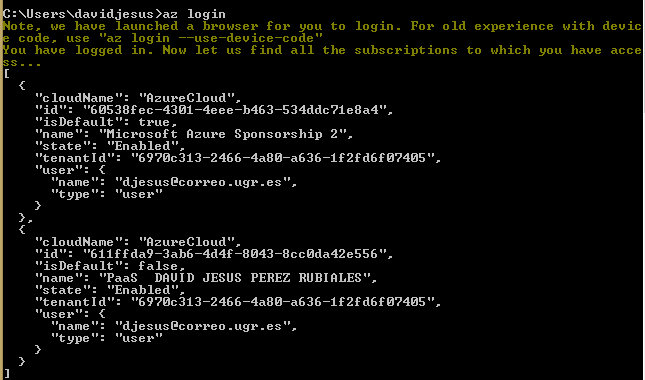 C:\Users\davidjesus>az login
Note, we have launched a browser for you to login. For old experience with devic
e code, use "az login --use-device-code"
You have logged in. Now let us find all the subscriptions to which you have acce
ss...
[
  {
    "cloudName": "AzureCloud",
    "id": "60538fec-4301-4eee-b463-534ddc71e8a4",
    "isDefault": true,
    "name": "Microsoft Azure Sponsorship 2",
    "state": "Enabled",
    "tenantId": "6970c313-2466-4a80-a636-1f2fd6f07405",
    "user": {
      "name": "djesus@correo.ugr.es",
      "type": "user"
    }
  },
  {
    "cloudName": "AzureCloud",
    "id": "611ffda9-3ab6-4d4f-8043-8cc0da42e556",
    "isDefault": false,
    "name": "PaaS  DAVID JESUS PEREZ RUBIALES",
    "state": "Enabled",
    "tenantId": "6970c313-2466-4a80-a636-1f2fd6f07405",
    "user": {
      "name": "djesus@correo.ugr.es",
      "type": "user"
    }
  }
]